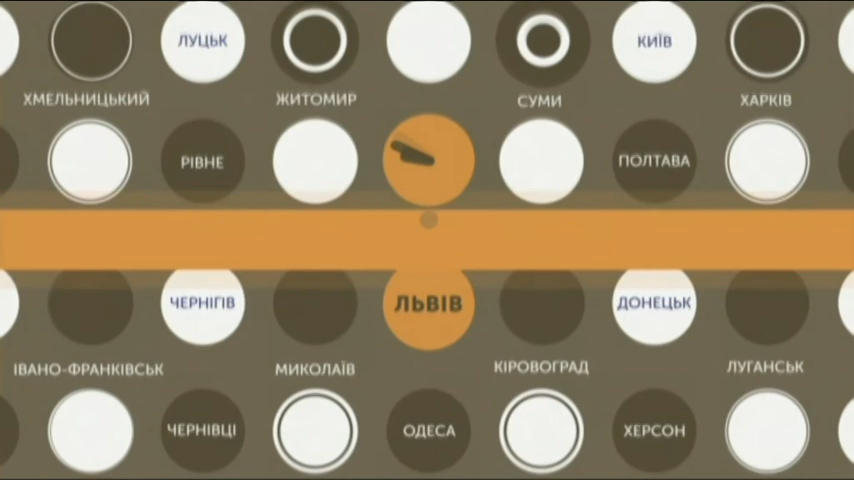 ЛУЦЬК
КИЇВ
ХМЕЛЬНИЦЬКИЙ
ЖИТОМИР
СУМИ
ХАРКІВ
РІВНЕ
ПОЛТАВА
ЧЕРНІГІВ
ЛЬВІВ
ДОНЕЦЬК
ІВАНО-ФРАНКІВСЬК
МИКОЛАЇВ
КІРОВОГРАД
ЛУГАНСЬК
ЧЕРНІВЦІ
ОДЕСА
ХЕРСОН